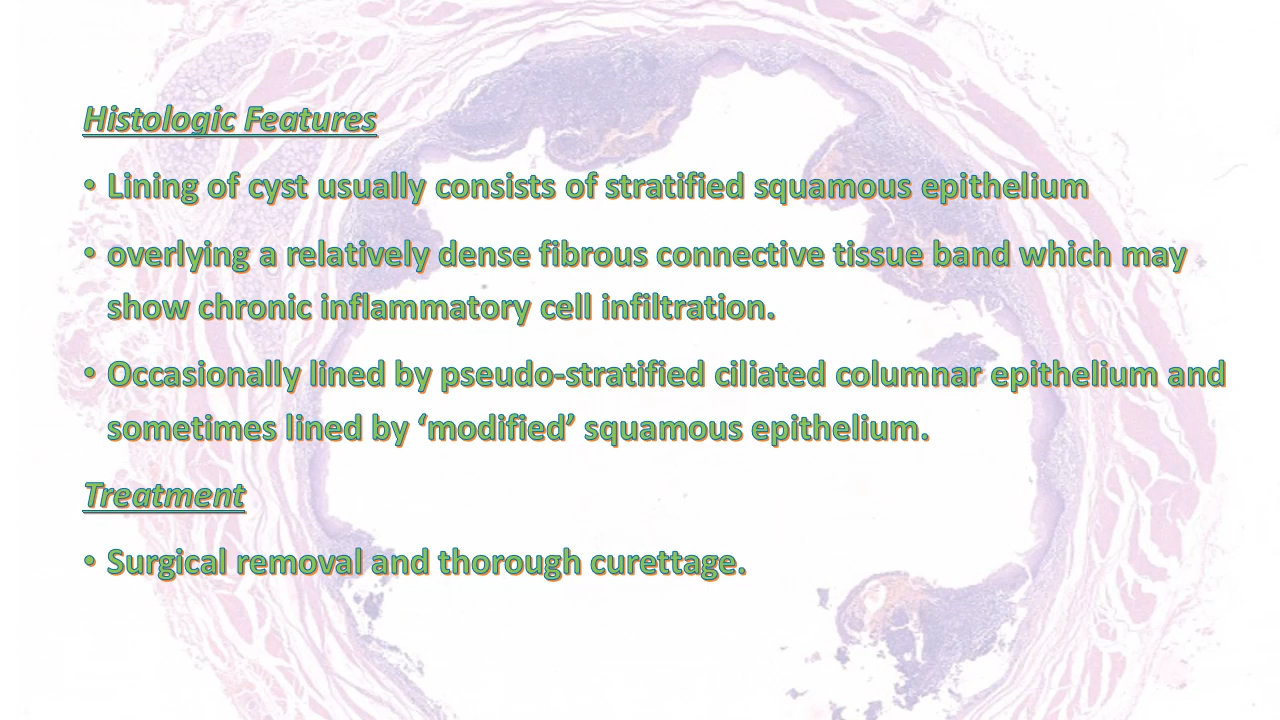 Histologic Features
• Lining of cyst usually consists of stratified squamous epithelium
• overlying a relatively dense fibrous connective tissue band which may
show chronic inflammatory cell infiltration.
• Occasionally lined by pseudo-stratified ciliated columnar epithelium and
sometimes lined by ‘modified’ squamous epithelium.
Treatment
• Surgical removal and thorough curettage.